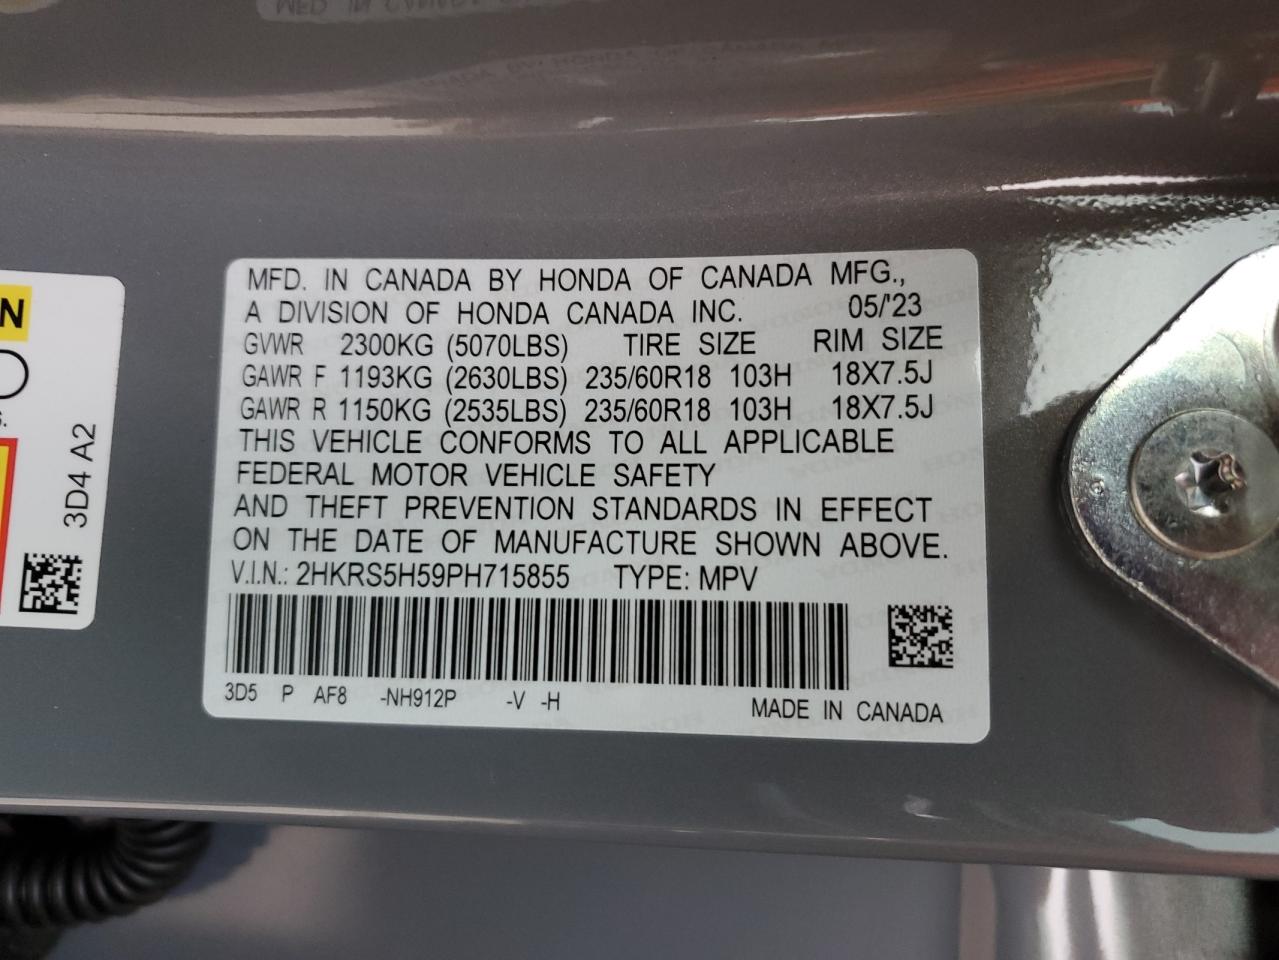 MFD. IN CANADA BY HONDA OF CANADA MFG.,
A DIVISION OF HONDA CANADA INC. 05/'23
GVWR 2300KG (5070LBS) TIRE SIZE RIM SIZE
GAWR F 1193KG (2630LBS) 235/60R18 103H 18X7.5J
GAWR R 1150KG (2535LBS) 235/60R18 103H 18X7.5J
THIS VEHICLE CONFORMS TO ALL APPLICABLE
FEDERAL MOTOR VEHICLE SAFETY
AND THEFT PREVENTION STANDARDS IN EFFECT
ON THE DATE OF MANUFACTURE SHOWN ABOVE.
V.I.N.: 2HKRS5H59PH715855 TYPE: MPV
3D5 P AF8 -NH912P -V -H MADE IN CANADA
3D4 A2